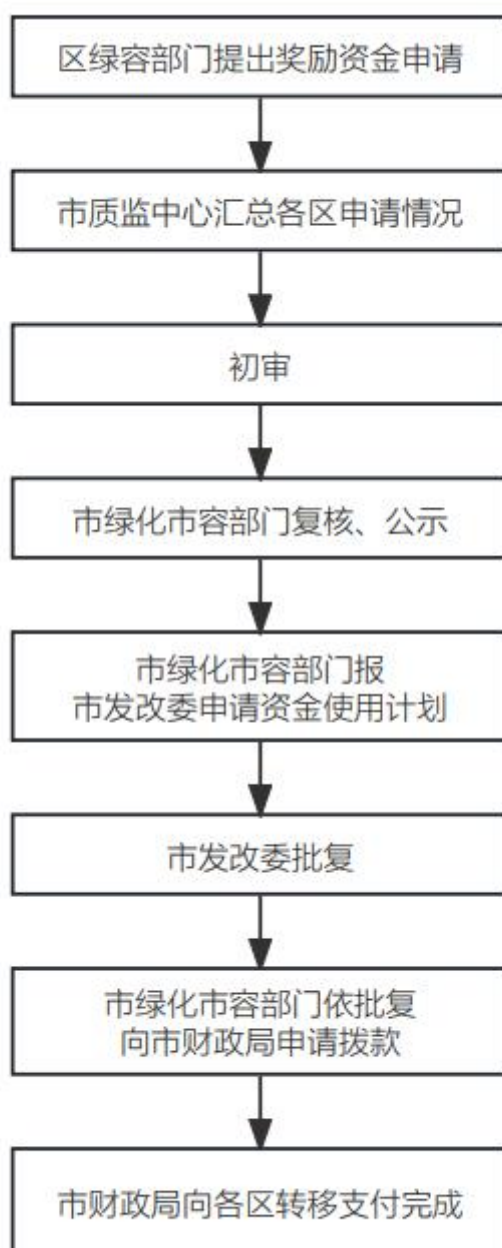 区绿容部门提出奖励资金申请
市质监中心汇总各区申请情况
初审
市绿化市容部门复核、公示
市绿化市容部门报
市发改委申请资金使用计划
市发改委批复
市绿化市容部门依批复
向市财政局申请拨款
市财政局向各区转移支付完成